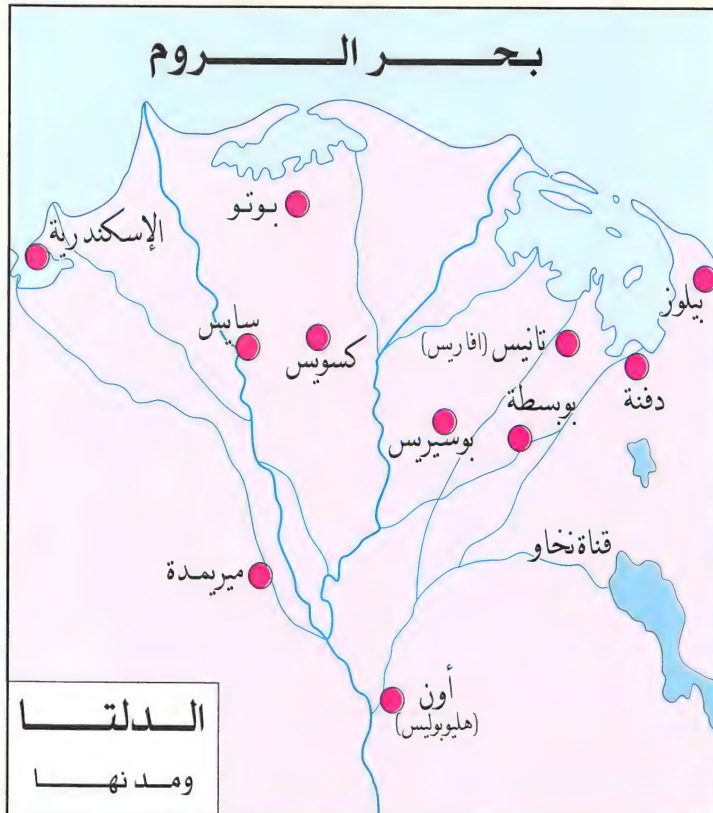 بحر الروم
بوتو
الإسكندرية
بيلوز
سايس
كسويس
تانيس (افاريس)
دفنة
بوبسطة
بوسيريس
قناة نخاو
ميريمدة
أون
(هليوبوليس)
الدلتا
ومدنها